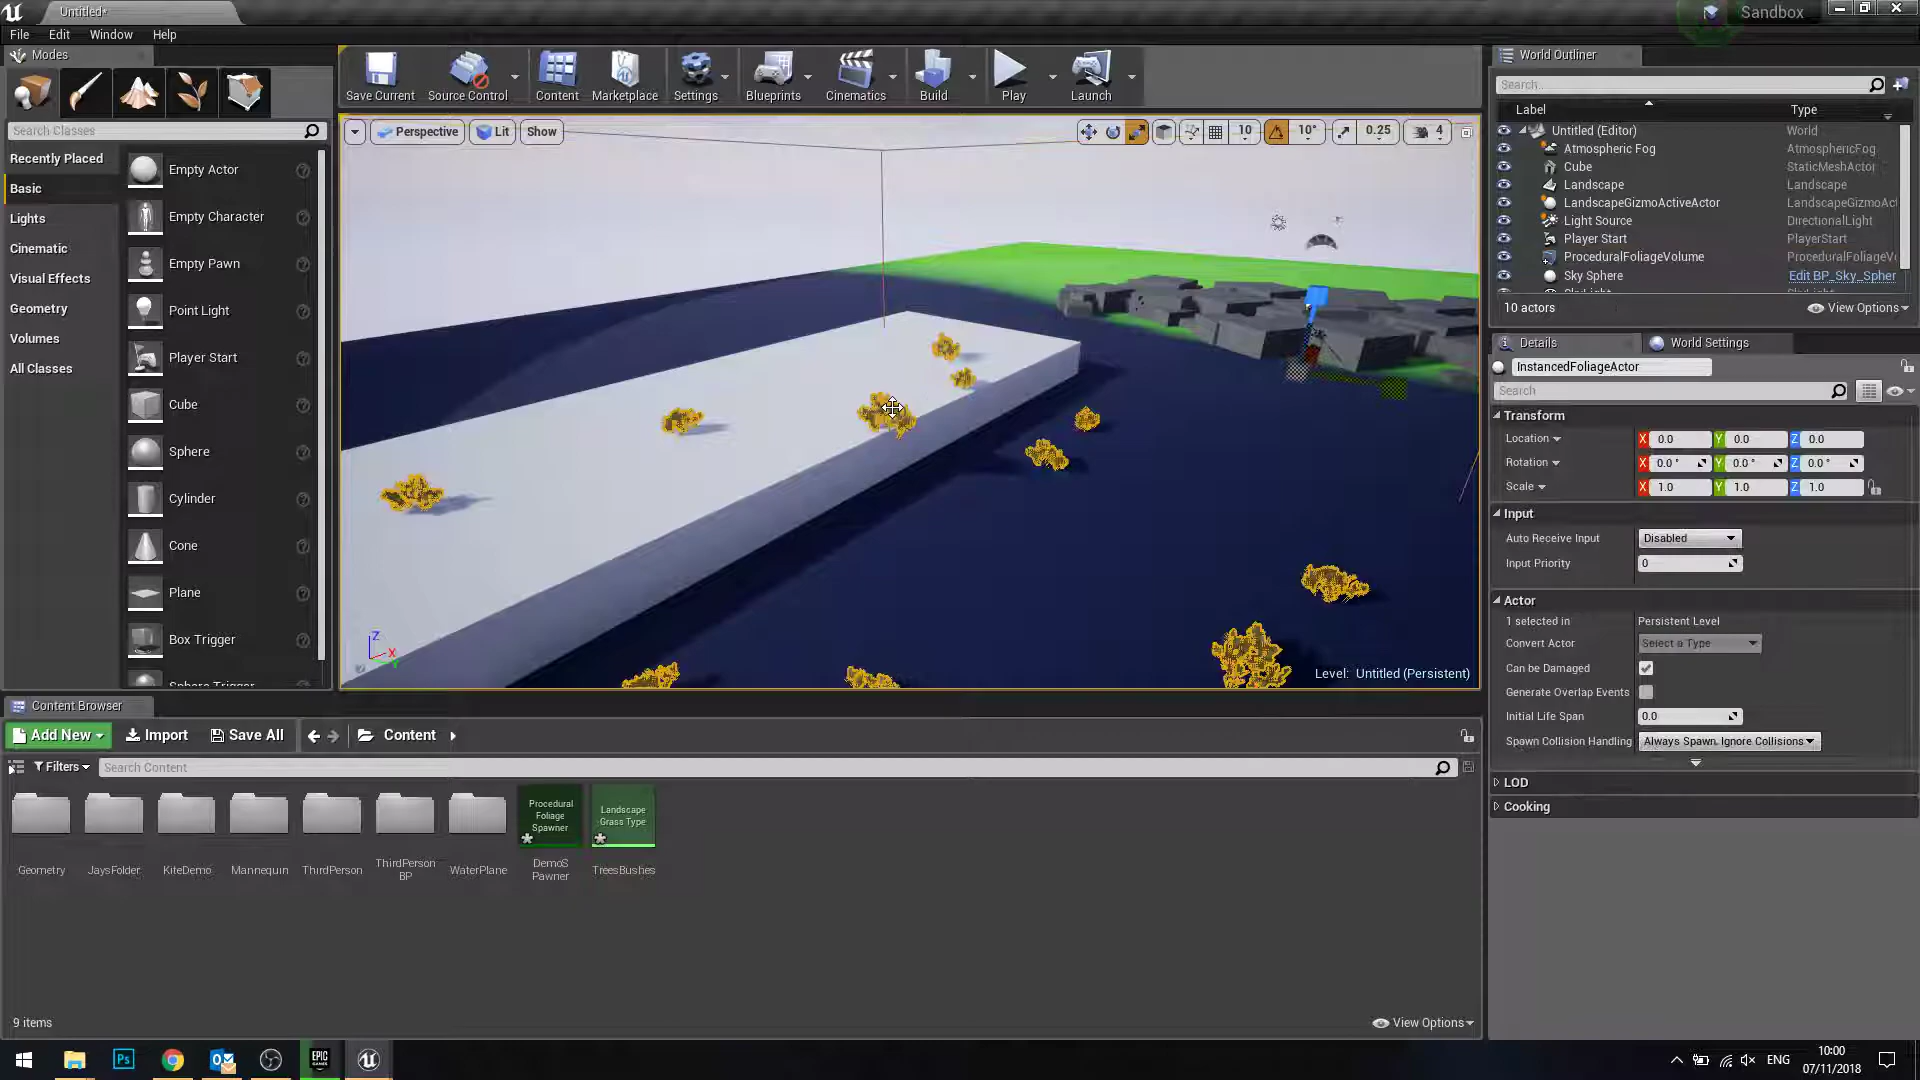 Untitled*
Sandbox
File Edit Window Help
Modes
Search Classes
Recently Placed
Basic
Lights
Cinematic
Visual Effects
Geometry
Volumes
All Classes
Empty Actor
Empty Character
Empty Pawn
Point Light
Player Start
Cube
Sphere
Cylinder
Cone
Plane
Box Trigger
Sphere Trigger
Save Current
Source Control
Content
Marketplace
Settings
Blueprints
Cinematics
Build
Play
Launch
Perspective
Lit
Show
10
10°
0.25
4
Z
X
Y
Level: Untitled (Persistent)
World Outliner
Search..
Label Type
Untitled (Editor) World
Atmospheric Fog AtmosphericFog
Cube StaticMeshActor
Landscape Landscape
LandscapeGizmoActiveActor LandscapeGizmoAct
Light Source DirectionalLight
Player Start PlayerStart
ProceduralFoliageVolume ProceduralFoliageV
Sky Sphere Edit BP_Sky_Spher
10 actors
View Options
Details
World Settings
InstancedFoliageActor
Search
Transform
Location X 0.0 Y 0.0 Z 0.0
Rotation X 0.0 ° Y 0.0 ° Z 0.0 °
Scale X 1.0 Y 1.0 Z 1.0
Input
Auto Receive Input Disabled
Input Priority 0
Actor
1 selected in Persistent Level
Convert Actor Select a Type
Can be Damaged
Generate Overlap Events
Initial Life Span 0.0
Spawn Collision Handling Always Spawn, Ignore Collisions
LOD
Cooking
Content Browser
Add New
Import
Save All
Content
Filters
Search Content
Procedural
Foliage
Spawner
Landscape
Grass Type
Geometry
JaysFolder
KiteDemo
Mannequin
ThirdPerson
ThirdPerson
BP
WaterPlane
DemoS
Pawner
TreesBushes
9 items
View Options
Ps
EPIC
GAMES
ENG
10:00
07/11/2018